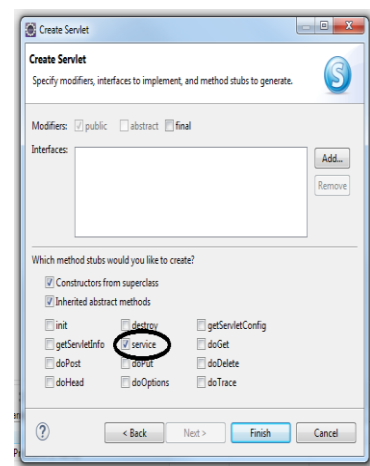 Create Servlet
Create Servlet
Specify modifiers, interfaces to implement, and method stubs to generate.
S
Modifiers: public abstract final
Interfaces:
Add...
Remove
Which method stubs would you like to create?
Constructors from superclass
Inherited abstract methods
init destroy getServletConfig
getServletInfo service doGet
doPost doPut doDelete
doHead doOptions doTrace
? < Back Next > Finish Cancel